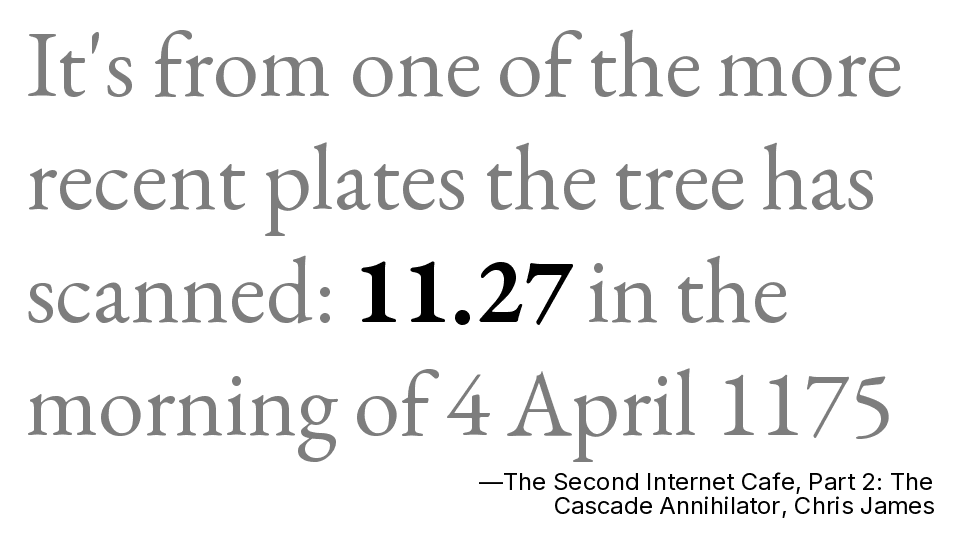 It's from one of the more
recent plates the tree has
scanned: 11.27 in the
morning of 4 April 1175
—The Second Internet Cafe, Part 2: The
Cascade Annihilator, Chris James